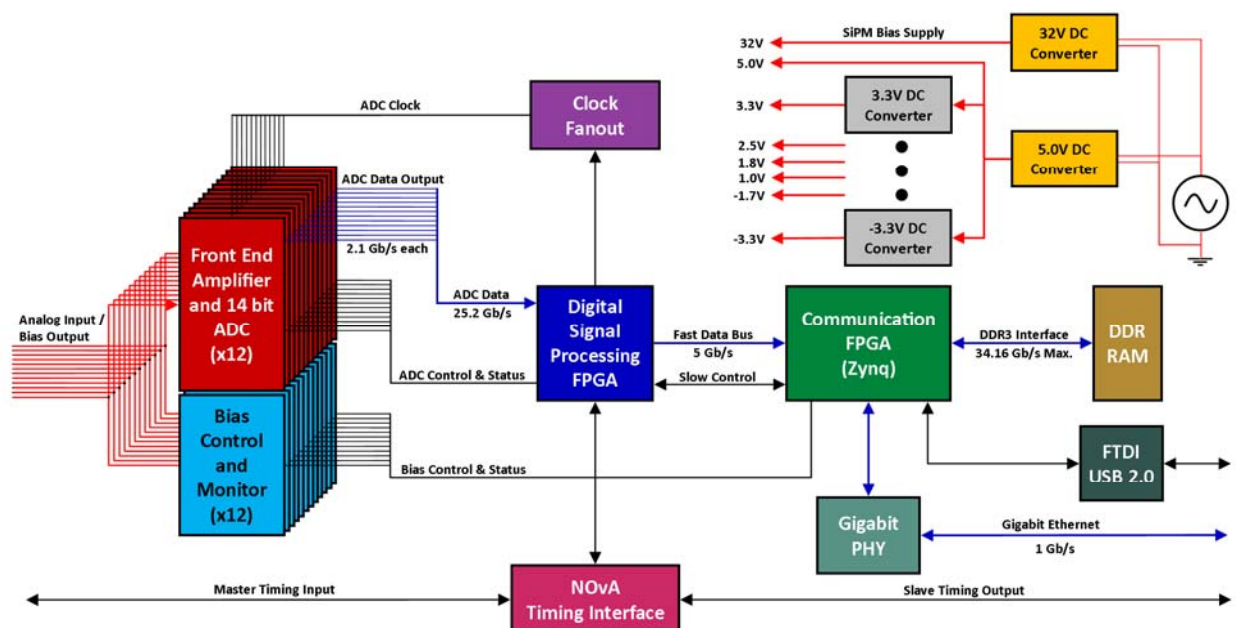 SiPM Bias Supply
32V
5.0V
32V DC
Converter
3.3V
3.3V DC
Converter
2.5V
1.8V
1.0V
-1.7V
-3.3V
-3.3V DC
Converter
5.0V DC
Converter
ADC Clock
Clock
Fanout
ADC Data Output
2.1 Gb/s each
Front End
Amplifier
and 14 bit
ADC
(x12)
Analog Input /
Bias Output
ADC Data
25.2 Gb/s
Digital
Signal
Processing
FPGA
Fast Data Bus
5 Gb/s
Slow Control
Communication
FPGA
(Zynq)
DDR3 Interface
34.16 Gb/s Max.
DDR
RAM
ADC Control & Status
Bias
Control
and
Monitor
(x12)
Bias Control & Status
FTDI
USB 2.0
Gigabit
PHY
Gigabit Ethernet
1 Gb/s
Master Timing Input
NOvA
Timing Interface
Slave Timing Output